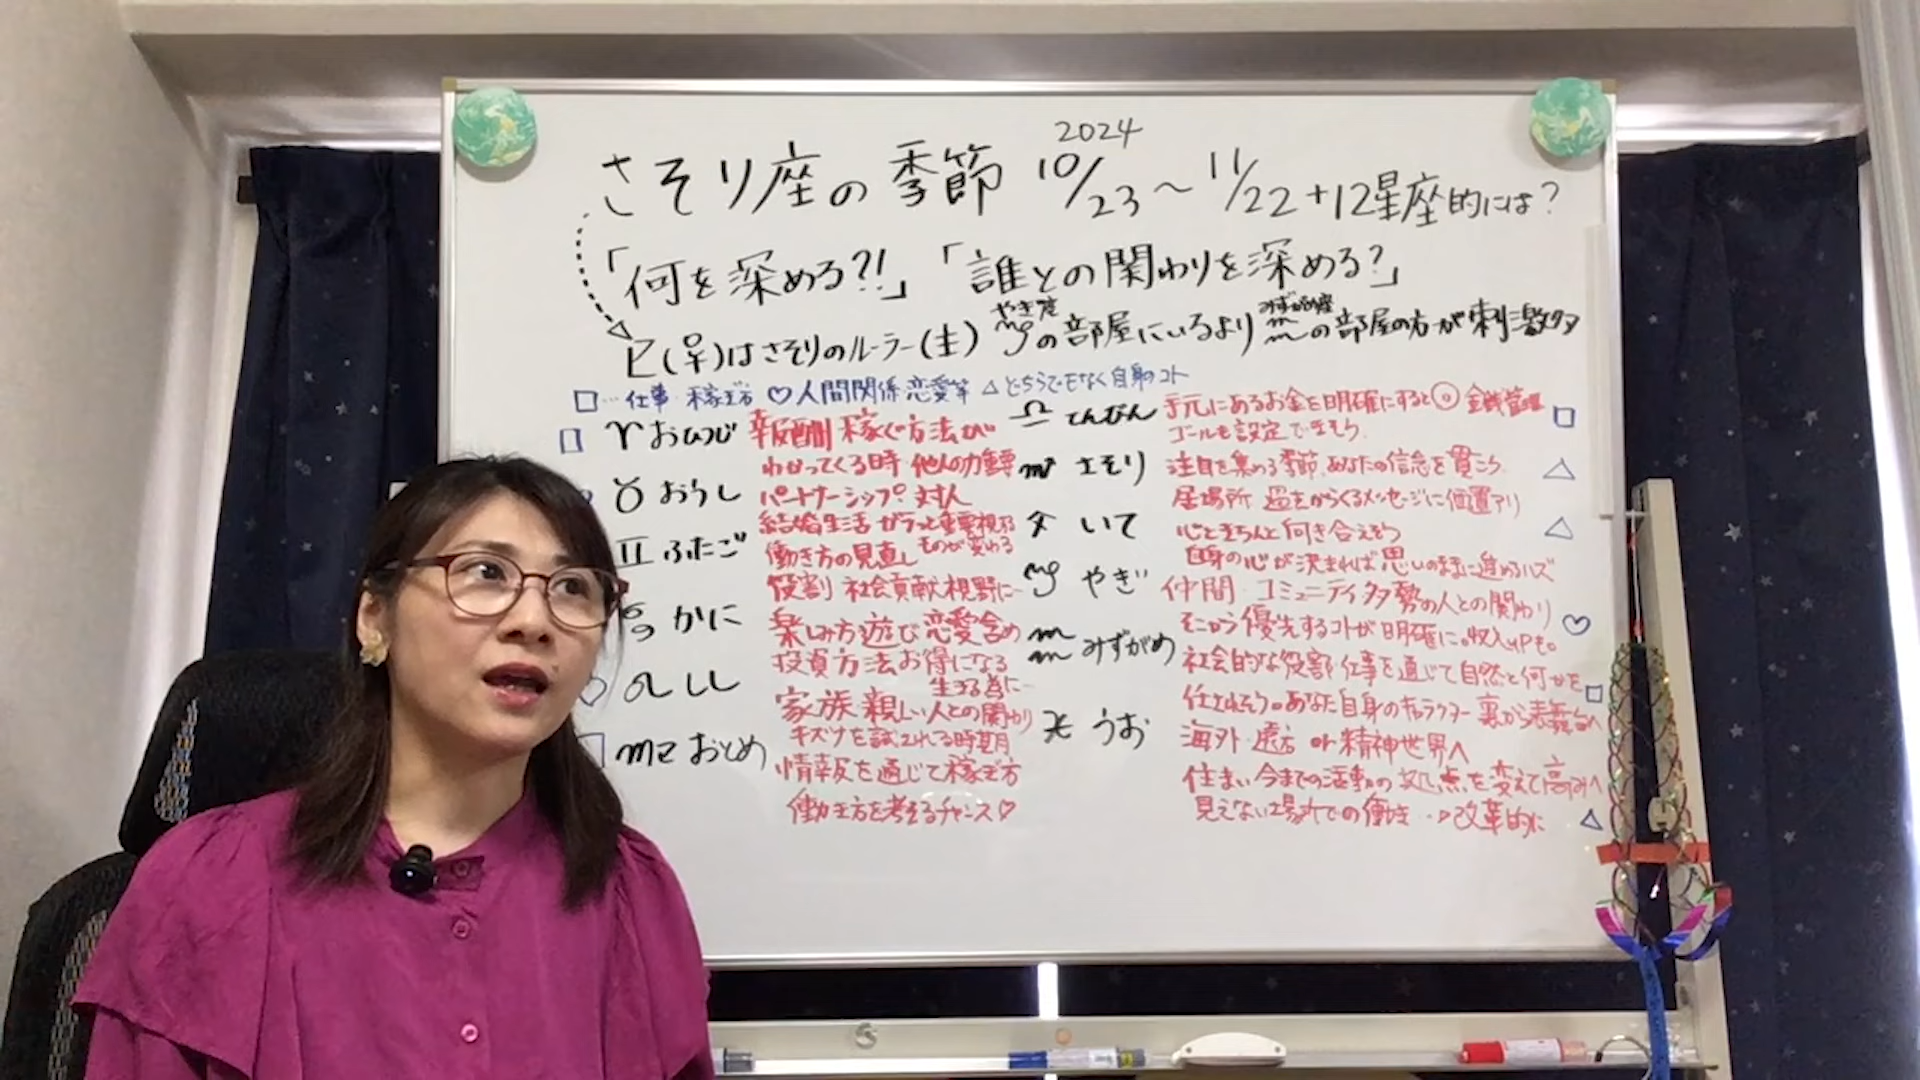 2024
さそり座の季節 10/23～11/22＋12星座的には?
「何を深める?!」「誰との関わりを深める?」
やぎ座 みずがめ座
(冥)はさそりのルーラー(主) ♑の部屋にいるより ♒の部屋の方が刺激タタ
□…仕事・稼ぎ方 ♡人間関係 恋愛等 △どちらでもなく自身のコト
□ ♈おひつじ 報酬 稼ぐ方法が
わかってくる時 他人の力
♉おうし パートナーシップ 対人
結婚生活 がラッと重要視する
ものが変わる
♊ふたご 働き方の見直し
役割 社会貢献 視野に…
♋かに 楽しみ方 遊び 恋愛含め
投資方法 お得になる
♡ ♌しし 生きる為に…
家族 親しい人との関わり
キズナを試される時期
□ ♍おとめ 情報を通じて稼ぎ方
働き方を考えるチャンス♡
♎てんびん 手元にあるお金を明確にすると◎ 金銭管理 □
ゴールも設定できそう
♏さそり 注目を集める季節 あなたの信念を貫こう △
居場所 過去からくるメッセージに価値アリ
♐いて 心ときちんと向き合えそう △
自身の心が決まれば思いのままに進めるハズ
♑やぎ 仲間 コミュニティ 多勢の人との関わり ♡
そこから優先するコトが明確に。収入upも。
♒みずがめ 社会的な役割 仕事を通じて自然と何かを □
任されそう。あなた自身のキャラクター 裏から表舞台へ
♓うお 海外 遠方 or 精神世界へ
住まい 今までの活動の拠点を変えて高みへ
見えない場所での働き 改革的に △